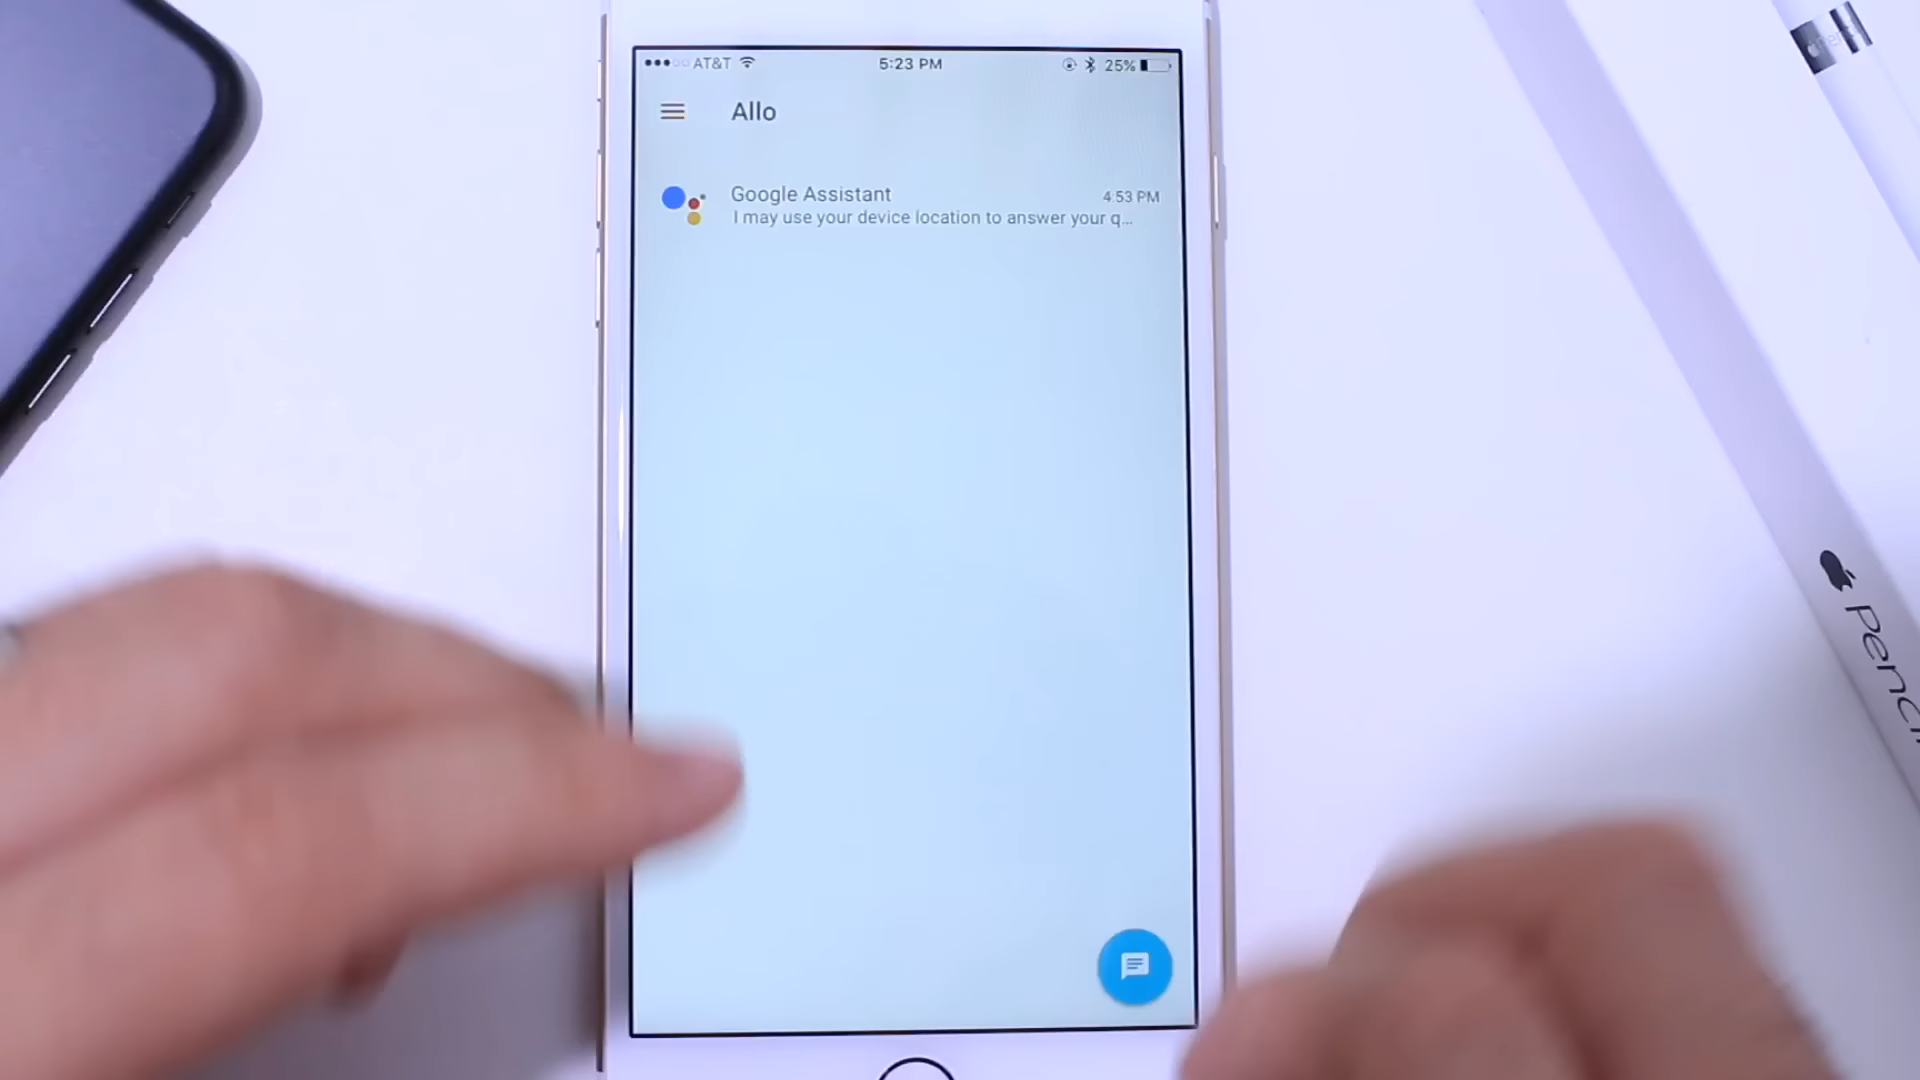 AT&T 5:23 PM 25%
Allo
Google Assistant 4:53 PM
I may use your device location to answer your q...
Pencil